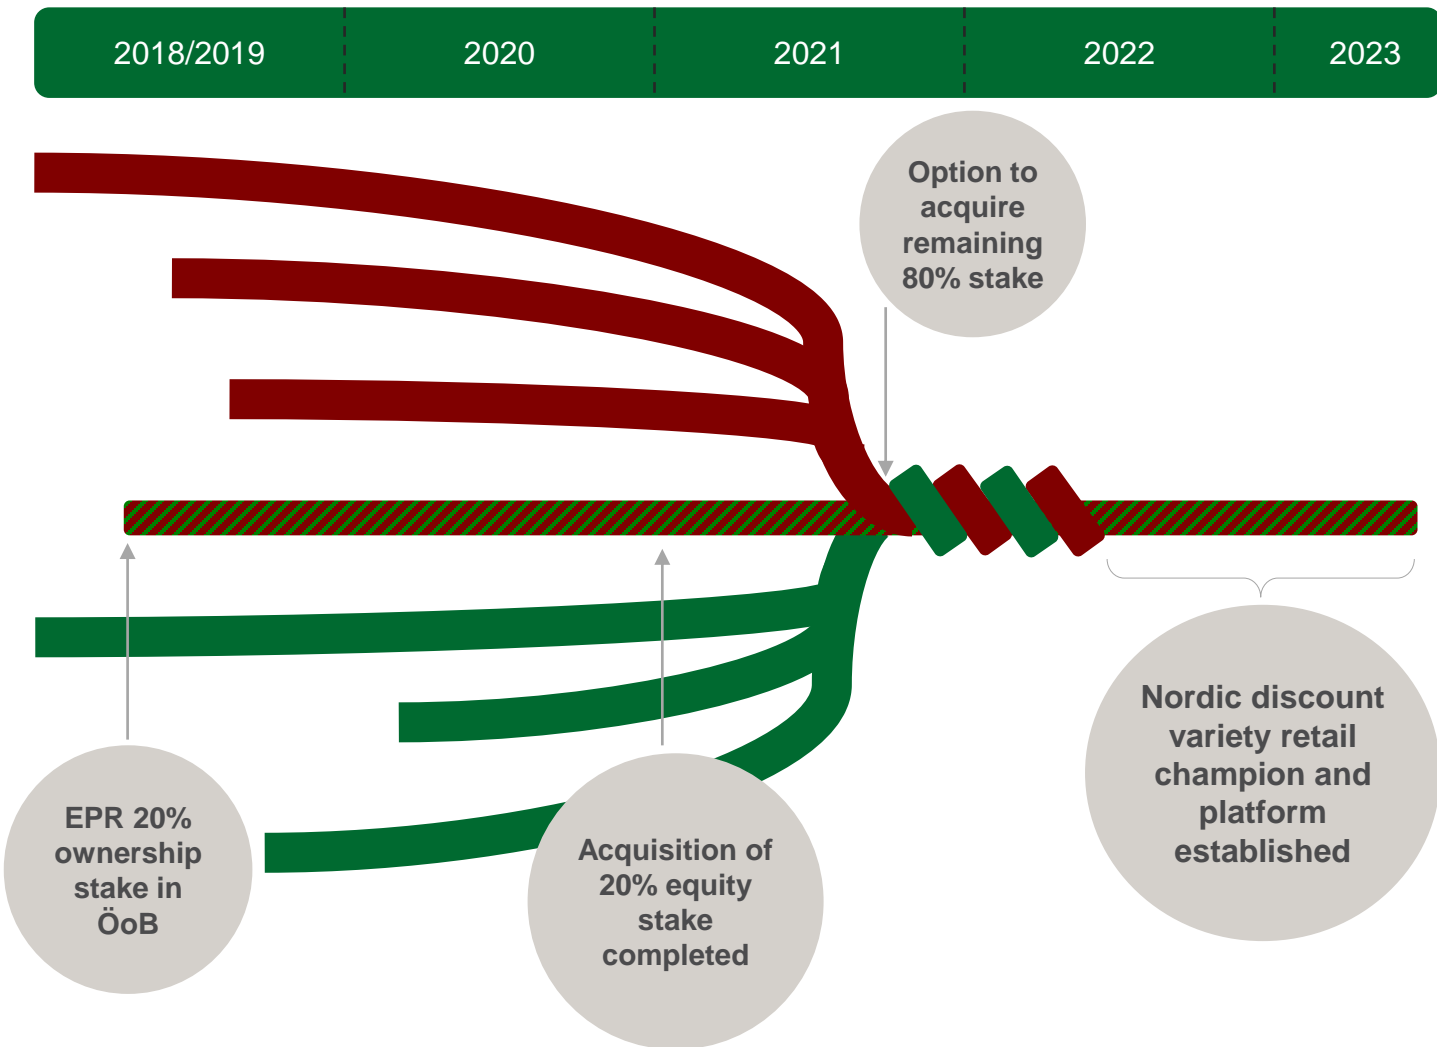 2018/2019
2020
2021
2022
2023
Option to
acquire
remaining
80% stake
EPR 20%
ownership
stake in
ÖoB
Acquisition of
20% equity
stake
completed
Nordic discount
variety retail
champion and
platform
established